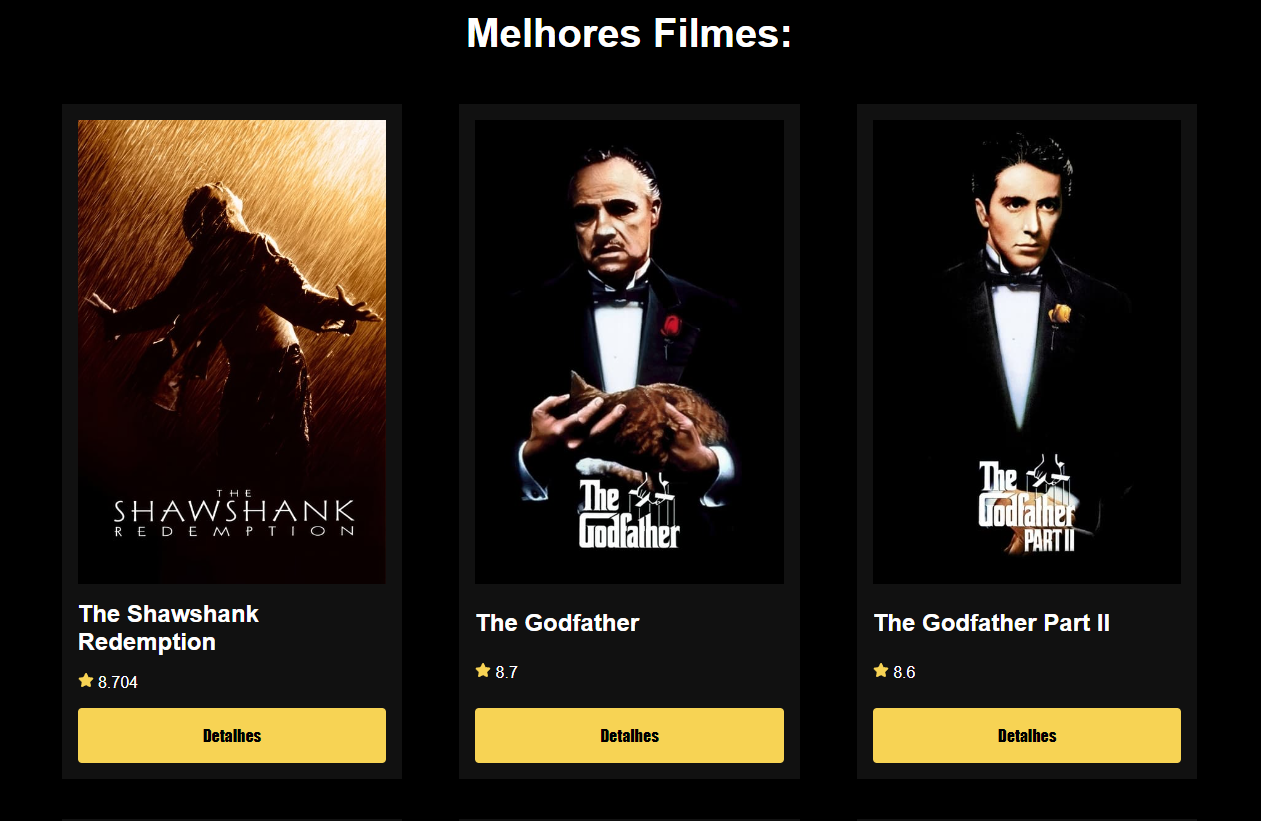 Melhores Filmes:
THE
SHAWSHANK
REDEMPTION
The
Godfather
The
Godfather
PART II
The Shawshank
Redemption
8.704
Detalhes
The Godfather
8.7
Detalhes
The Godfather Part II
8.6
Detalhes